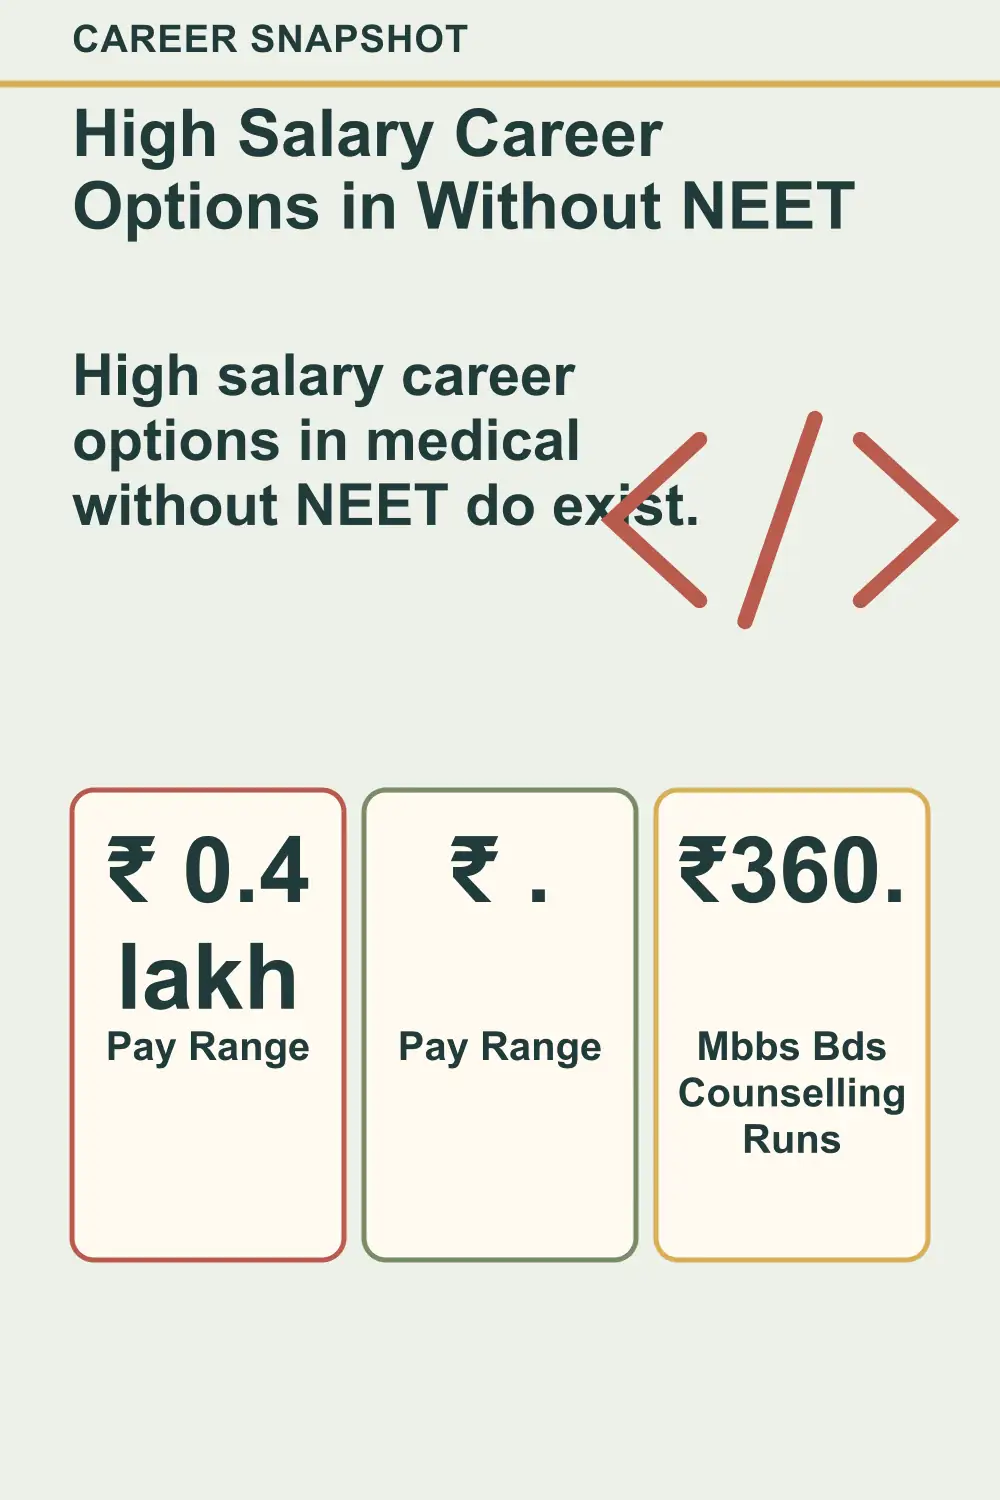 CAREER SNAPSHOT
High Salary Career
Options in Without NEET
High salary career
options in medical
without NEET do exist.
₹ 0.4
lakh
Pay Range
₹ .
Pay Range
₹360.
Mbbs Bds
Counselling
Runs